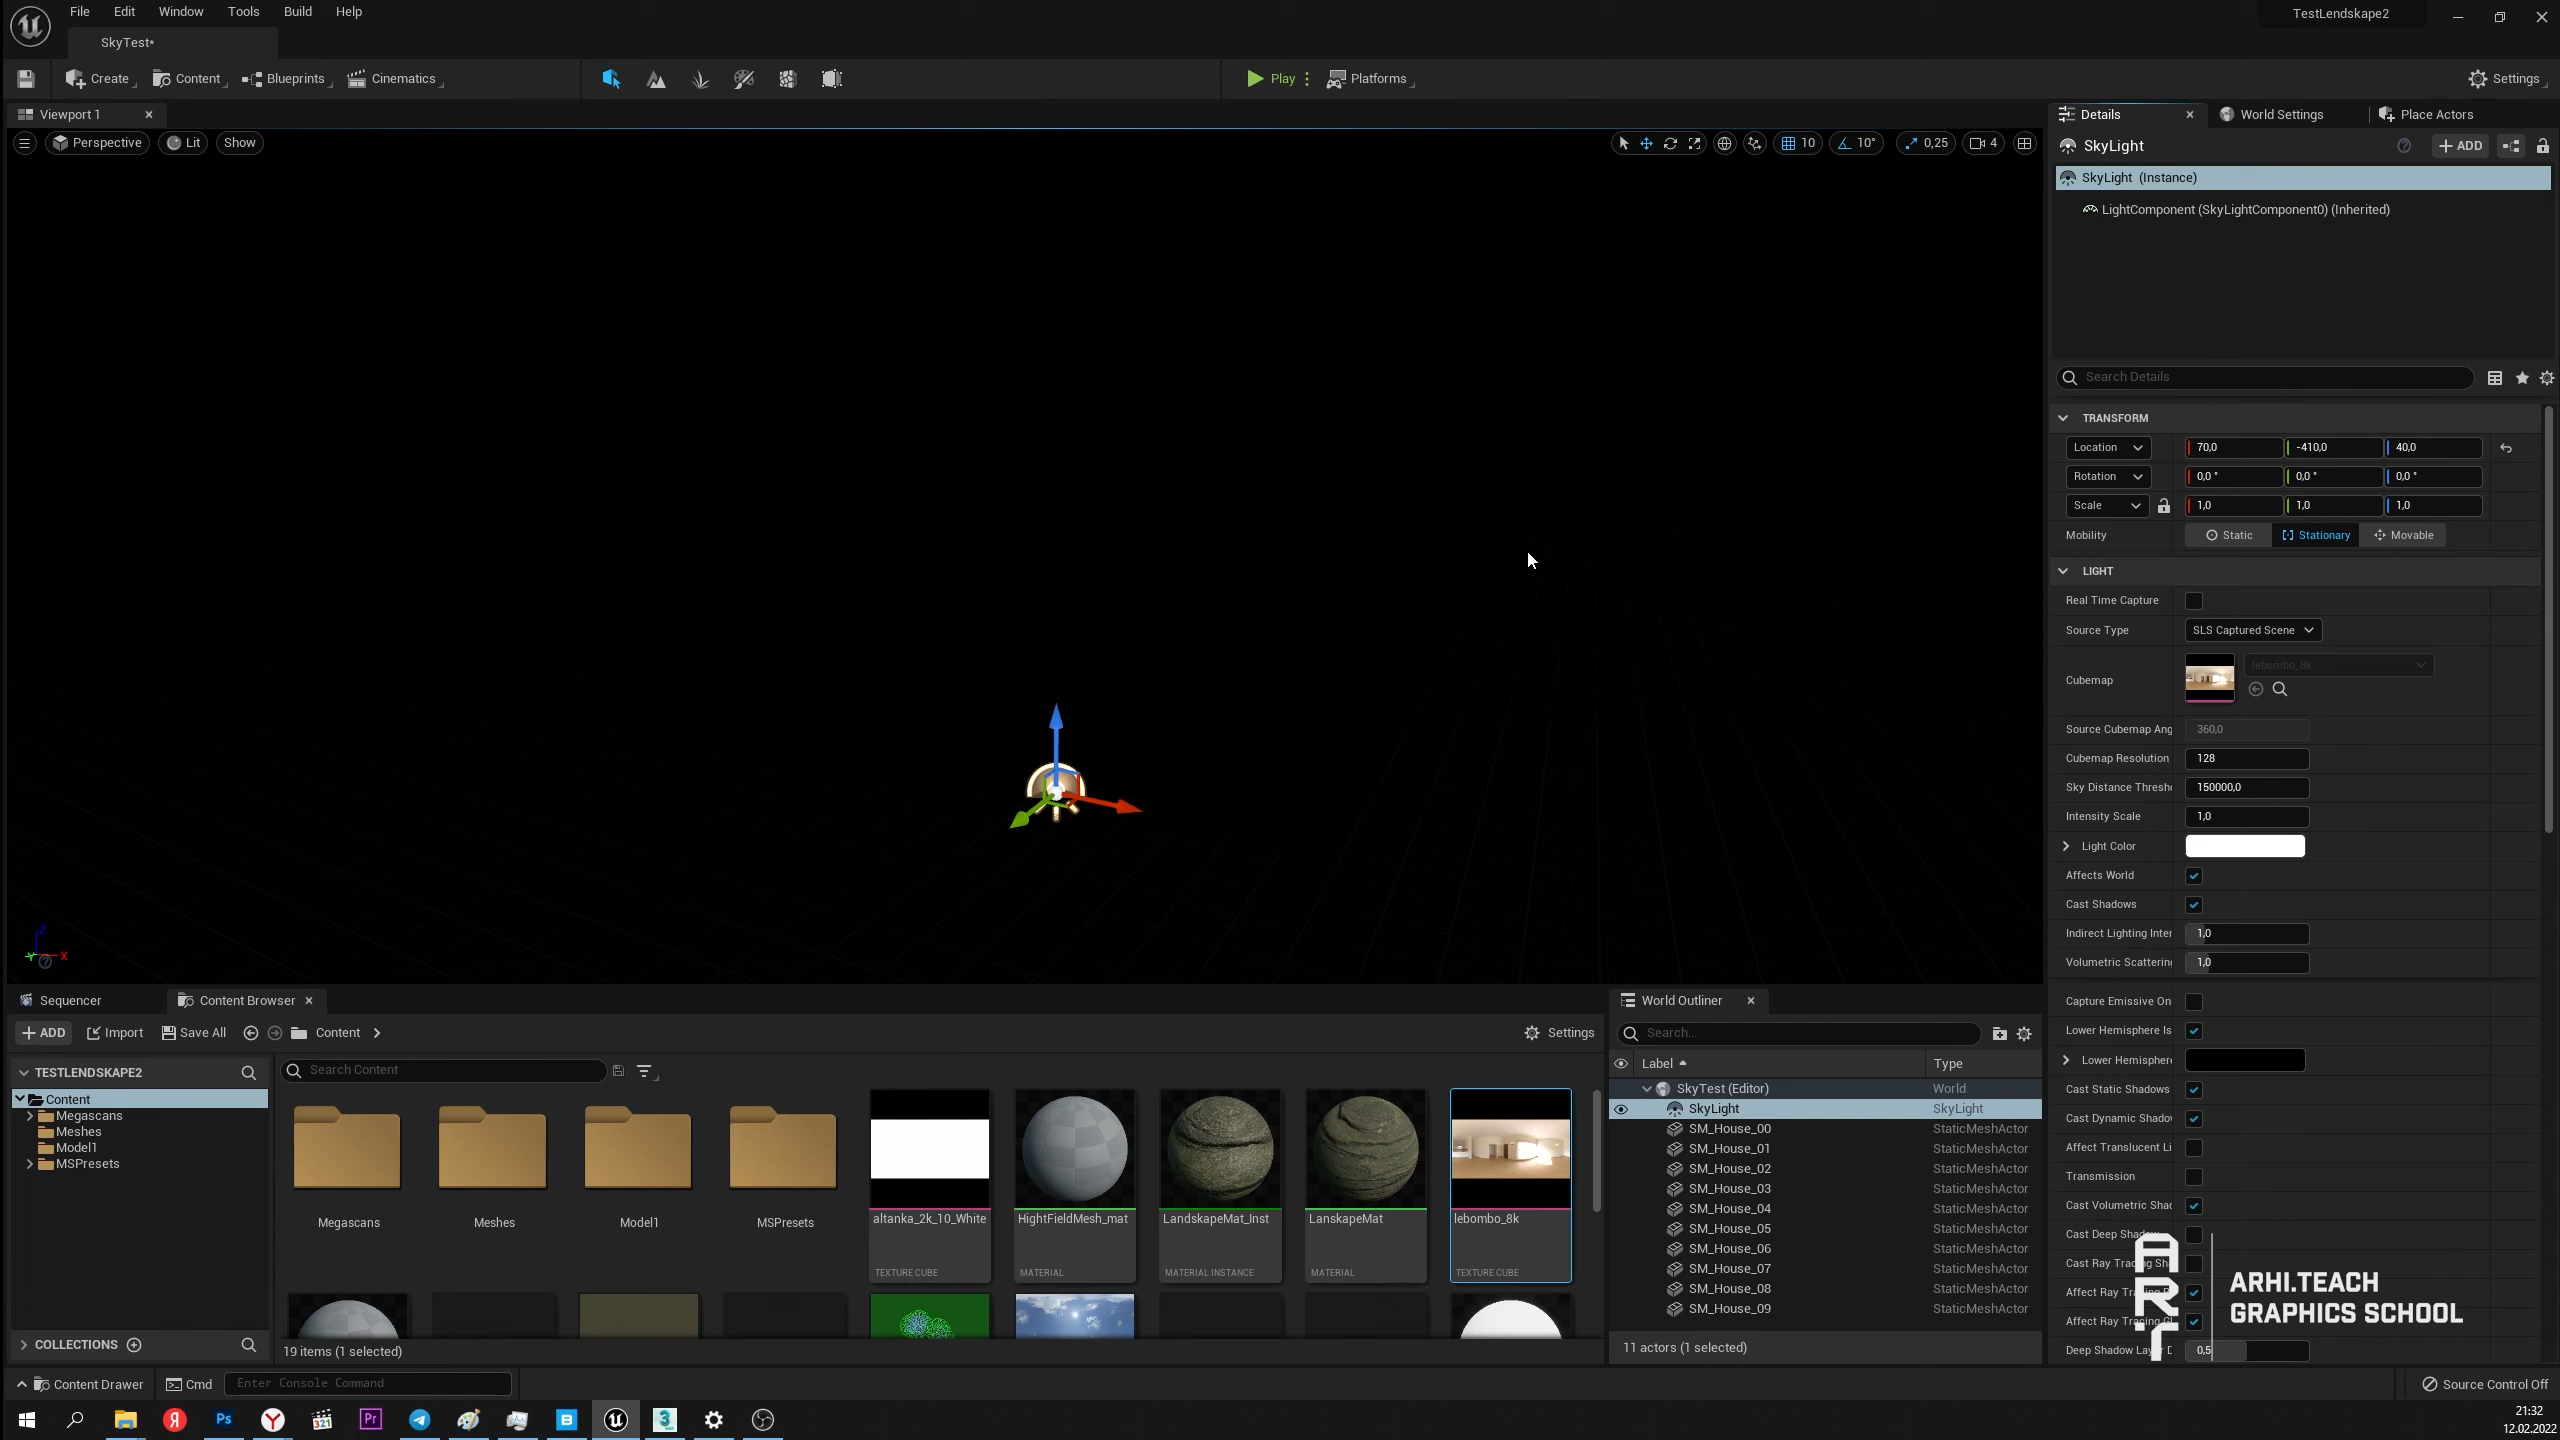 File Edit Window Tools Build Help
TestLendskape2
SkyTest•
Create Content Blueprints Cinematics Play Platforms Settings
Viewport 1
Perspective Lit Show
10 10° 0,25 4
Details World Settings Place Actors
SkyLight
ADD
SkyLight (Instance)
LightComponent (SkyLightComponent0) (Inherited)
Search Details
TRANSFORM
Location 70,0 -410,0 40,0
Rotation 0,0 ° 0,0 ° 0,0 °
Scale 1,0 1,0 1,0
Mobility Static Stationary Movable
LIGHT
Real Time Capture
Source Type SLS Captured Scene
Cubemap lebombo_8k
Source Cubemap Ang 360,0
Cubemap Resolution 128
Sky Distance Thresho 150000,0
Intensity Scale 1,0
Light Color
Affects World
Cast Shadows
Indirect Lighting Inter 1,0
Volumetric Scattering 1,0
Capture Emissive On
Lower Hemisphere Is
Lower Hemisphere
Cast Static Shadows
Cast Dynamic Shadov
Affect Translucent Li
Transmission
Cast Volumetric Shad
Cast Deep Shadow
Cast Ray Tracing Sha
Affect Ray Tracing
Affect Ray Tracing G
Deep Shadow Layer D 0,5
ART
ARHI.TEACH
GRAPHICS SCHOOL
Z
Y X
Sequencer Content Browser
ADD Import Save All Content Settings
TESTLENDSKAPE2
Search Content
Content
Megascans
Meshes
Model1
MSPresets
Megascans Meshes Model1 MSPresets altanka_2k_10_White HightFieldMesh_mat LandskapeMat_Inst LanskapeMat lebombo_8k
TEXTURE CUBE MATERIAL MATERIAL INSTANCE MATERIAL TEXTURE CUBE
COLLECTIONS
19 items (1 selected)
World Outliner
Search...
Label Type
SkyTest (Editor) World
SkyLight SkyLight
SM_House_00 StaticMeshActor
SM_House_01 StaticMeshActor
SM_House_02 StaticMeshActor
SM_House_03 StaticMeshActor
SM_House_04 StaticMeshActor
SM_House_05 StaticMeshActor
SM_House_06 StaticMeshActor
SM_House_07 StaticMeshActor
SM_House_08 StaticMeshActor
SM_House_09 StaticMeshActor
11 actors (1 selected)
Content Drawer Cmd Enter Console Command
Source Control Off
Я Ps Y 321 Pr B 3
21:32
12.02.2022